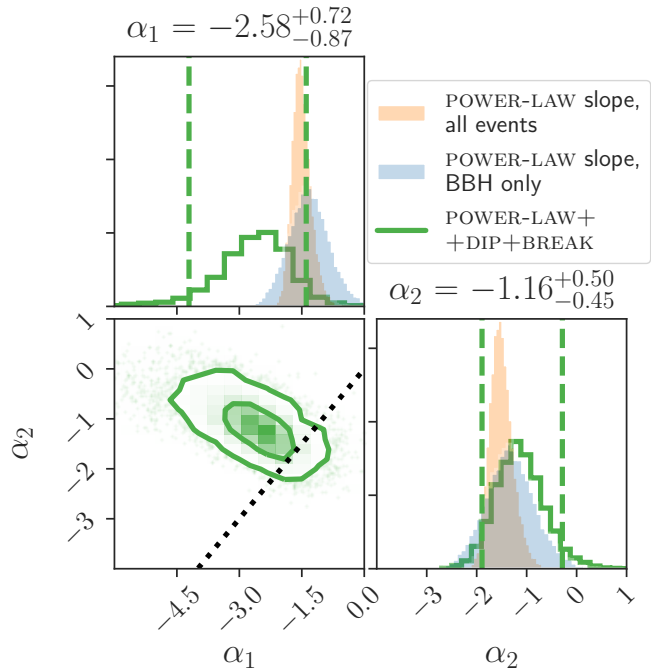 α₁ = −2.58^{+0.72}_{−0.87}
POWER-LAW slope,
all events
POWER-LAW slope,
BBH only
POWER-LAW+
+DIP+BREAK
α₂ = −1.16^{+0.50}_{−0.45}
1
0
−1
−2
−3
α₂
−4.5
−3.0
−1.5
0.0
α₁
−3
−2
−1
0
1
α₂